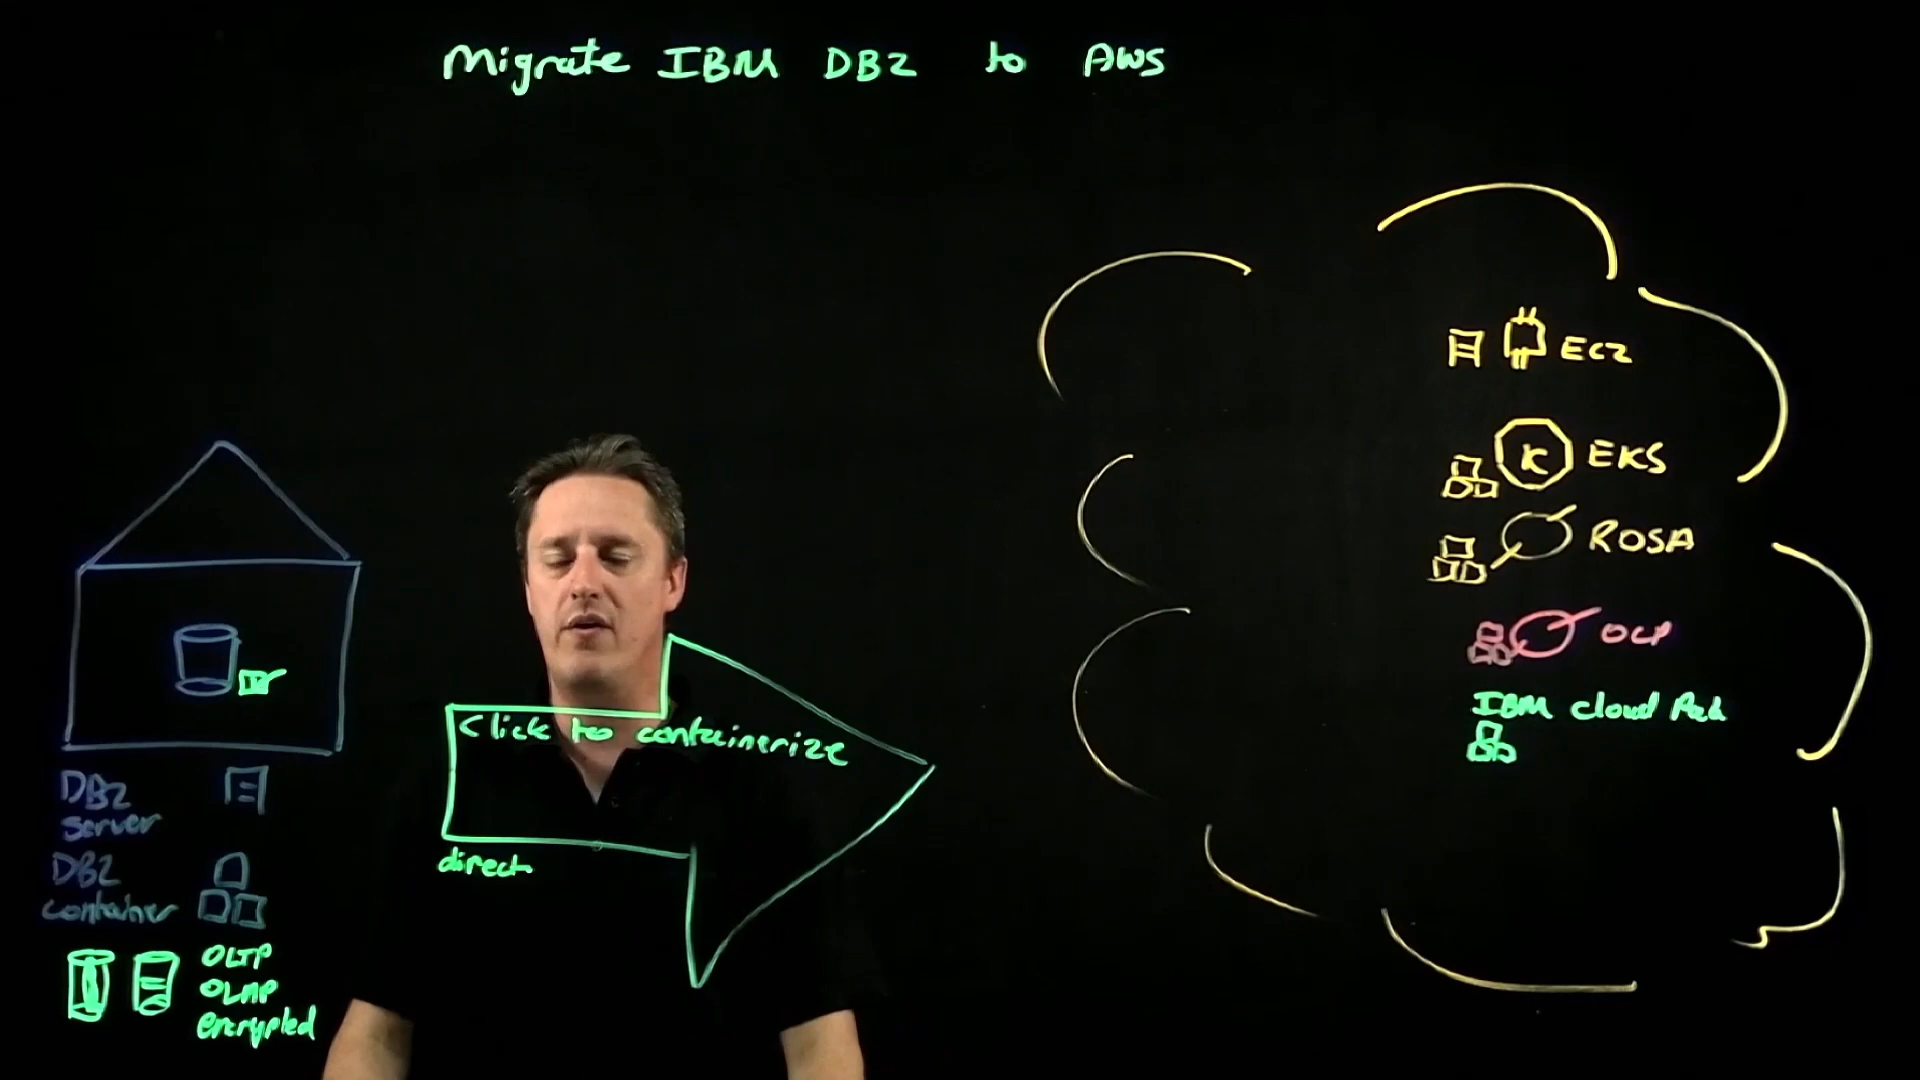 Migrate IBM DB2 to AWS
EC2
K EKS
ROSA
OCP
IBM Cloud Pak
Click to containerize
direct
DB2
Server
DB2
container
OLTP
OLAP
encrypted